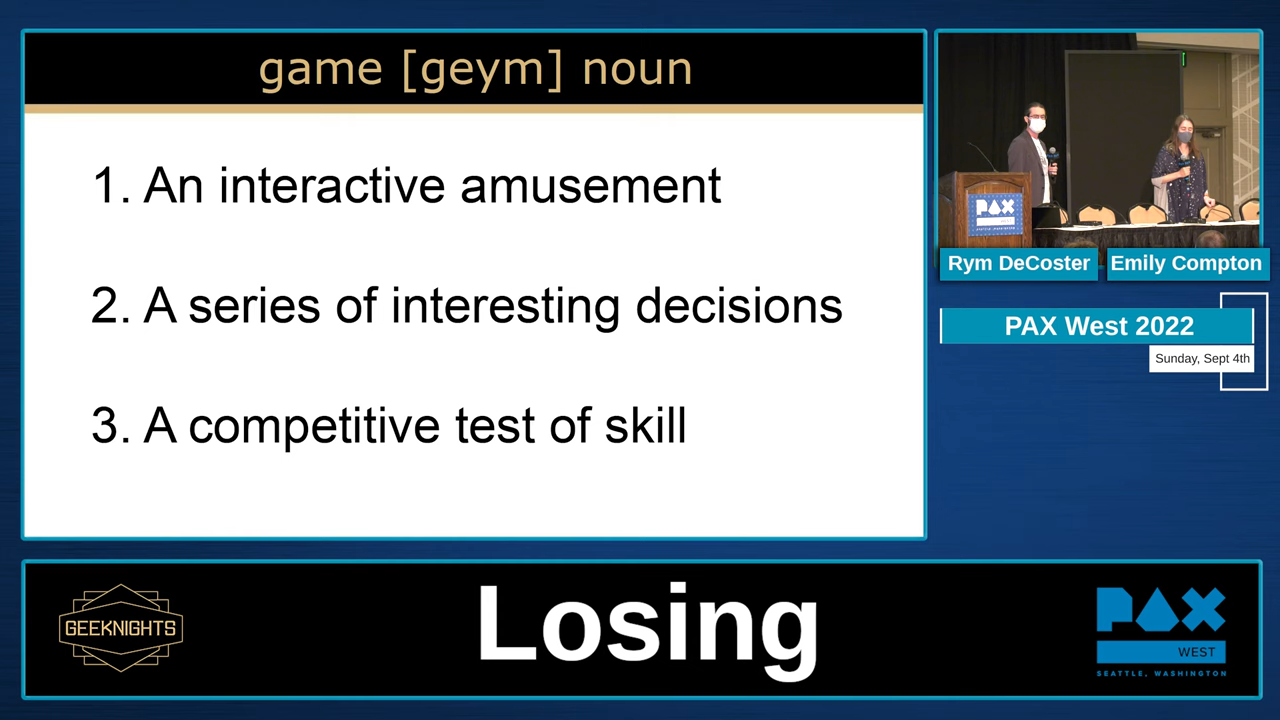 game [geym] noun
1. An interactive amusement
2. A series of interesting decisions
3. A competitive test of skill
PAX
Rym DeCoster
Emily Compton
PAX West 2022
Sunday, Sept 4th
GEEKNIGHTS
Losing
PAX
WEST
SEATTLE, WASHINGTON